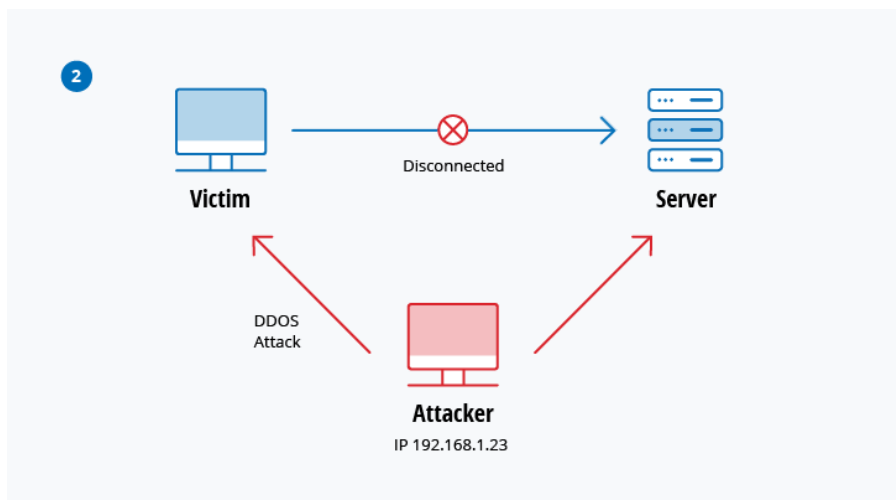 2
Disconnected
Victim
Server
DDOS
Attack
Attacker
IP 192.168.1.23